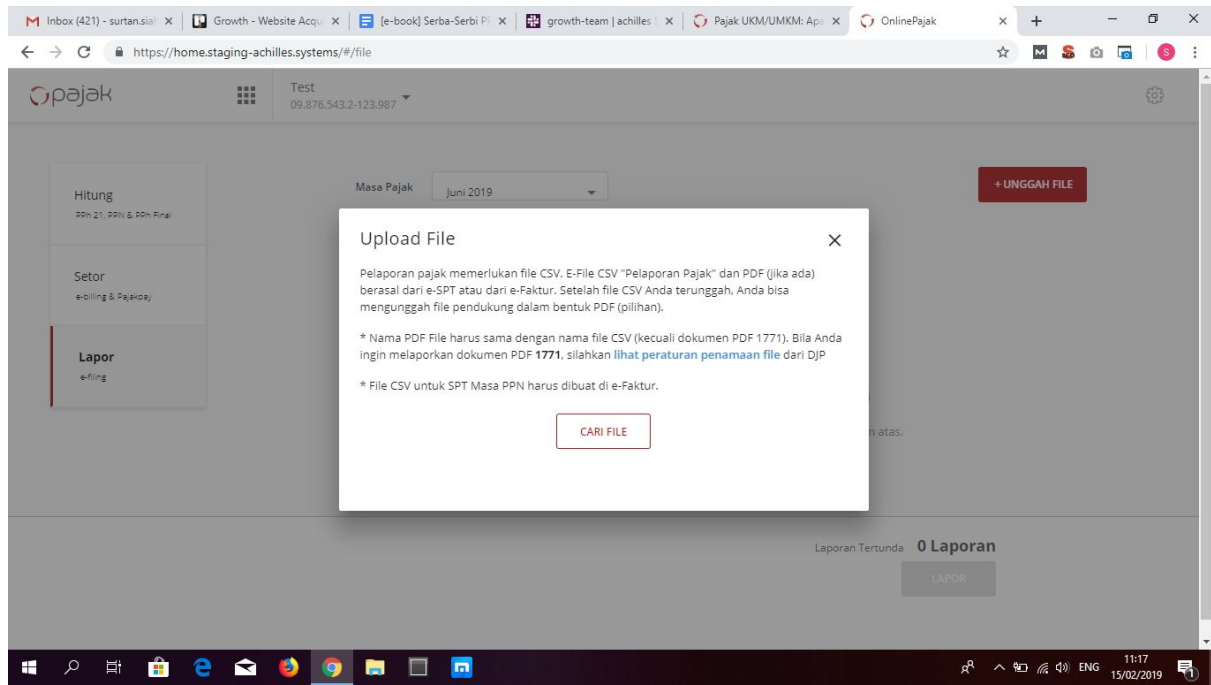 Inbox (421) - surtan.sial
Growth - Website Acqu
[e-book] Serba-Serbi P
growth-team | achilles
Pajak UKM/UMKM: Apa
OnlinePajak
https://home.staging-achilles.systems/#/file
pajak
Test
09.876.543.2-123.987
Hitung
PPh 21, PPN & PPh Final
Setor
e-billing & Pajakpay
Lapor
e-filing
Masa Pajak
Juni 2019
+ UNGGAH FILE
Upload File
Pelaporan pajak memerlukan file CSV. E-File CSV "Pelaporan Pajak" dan PDF (jika ada)
berasal dari e-SPT atau dari e-Faktur. Setelah file CSV Anda terunggah, Anda bisa
mengunggah file pendukung dalam bentuk PDF (pilihan).
* Nama PDF File harus sama dengan nama file CSV (kecuali dokumen PDF 1771). Bila Anda
ingin melaporkan dokumen PDF 1771, silahkan lihat peraturan penamaan file dari DJP
* File CSV untuk SPT Masa PPN harus dibuat di e-Faktur.
CARI FILE
n atas.
Laporan Tertunda 0 Laporan
LAPOR
ENG
11:17
15/02/2019